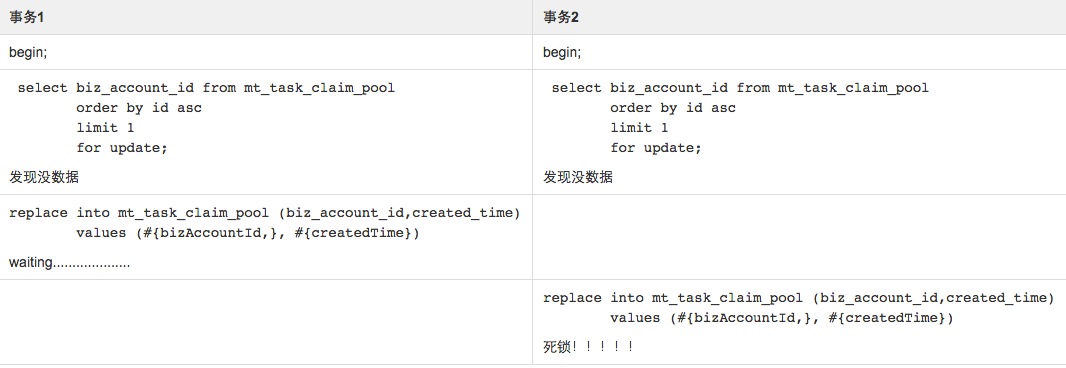 事务1
事务2
begin;
begin;
select biz_account_id from mt_task_claim_pool
order by id asc
limit 1
for update;
发现没数据
select biz_account_id from mt_task_claim_pool
order by id asc
limit 1
for update;
发现没数据
replace into mt_task_claim_pool (biz_account_id,created_time)
values (#{bizAccountId,}, #{createdTime})
waiting....................
replace into mt_task_claim_pool (biz_account_id,created_time)
values (#{bizAccountId,}, #{createdTime})
死锁！！！！！